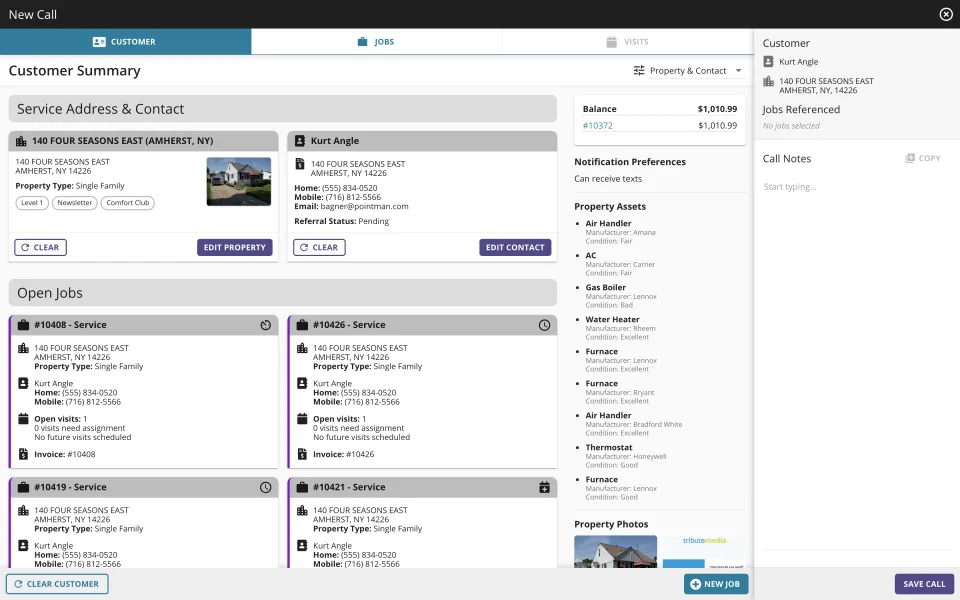 New Call
CUSTOMER
JOBS
VISITS
Customer Summary
Property & Contact
Service Address & Contact
140 FOUR SEASONS EAST (AMHERST, NY)
140 FOUR SEASONS EAST
AMHERST, NY 14226
Property Type: Single Family
Level 1
Newsletter
Comfort Club
CLEAR
EDIT PROPERTY
Kurt Angle
140 FOUR SEASONS EAST
AMHERST, NY 14226
Home: (555) 834-0520
Mobile: (716) 812-5566
Email: bagner@pointman.com
Referral Status: Pending
CLEAR
EDIT CONTACT
Open Jobs
#10408 - Service
140 FOUR SEASONS EAST
AMHERST, NY 14226
Property Type: Single Family
Kurt Angle
Home: (555) 834-0520
Mobile: (716) 812-5566
Open visits: 1
0 visits need assignment
No future visits scheduled
Invoice: #10408
#10426 - Service
140 FOUR SEASONS EAST
AMHERST, NY 14226
Property Type: Single Family
Kurt Angle
Home: (555) 834-0520
Mobile: (716) 812-5566
Open visits: 1
0 visits need assignment
No future visits scheduled
Invoice: #10426
#10419 - Service
140 FOUR SEASONS EAST
AMHERST, NY 14226
Property Type: Single Family
Kurt Angle
Home: (555) 834-0520
Mobile: (716) 812-5566
#10421 - Service
140 FOUR SEASONS EAST
AMHERST, NY 14226
Property Type: Single Family
Kurt Angle
Home: (555) 834-0520
Mobile: (716) 812-5566
Balance $1,010.99
#10372 $1,010.99
Notification Preferences
Can receive texts
Property Assets
Air Handler
Manufacturer: Amana
Condition: Fair
AC
Manufacturer: Carrier
Condition: Fair
Gas Boiler
Manufacturer: Lennox
Condition: Bad
Water Heater
Manufacturer: Rheem
Condition: Excellent
Furnace
Manufacturer: Lennox
Condition: Excellent
Furnace
Manufacturer: Bryant
Condition: Excellent
Air Handler
Manufacturer: Bradford White
Condition: Excellent
Thermostat
Manufacturer: Honeywell
Condition: Good
Furnace
Manufacturer: Lennox
Condition: Good
Property Photos
tributemedia
CLEAR CUSTOMER
NEW JOB
Customer
Kurt Angle
140 FOUR SEASONS EAST
AMHERST, NY, 14226
Jobs Referenced
No jobs selected
Call Notes
COPY
Start typing...
SAVE CALL